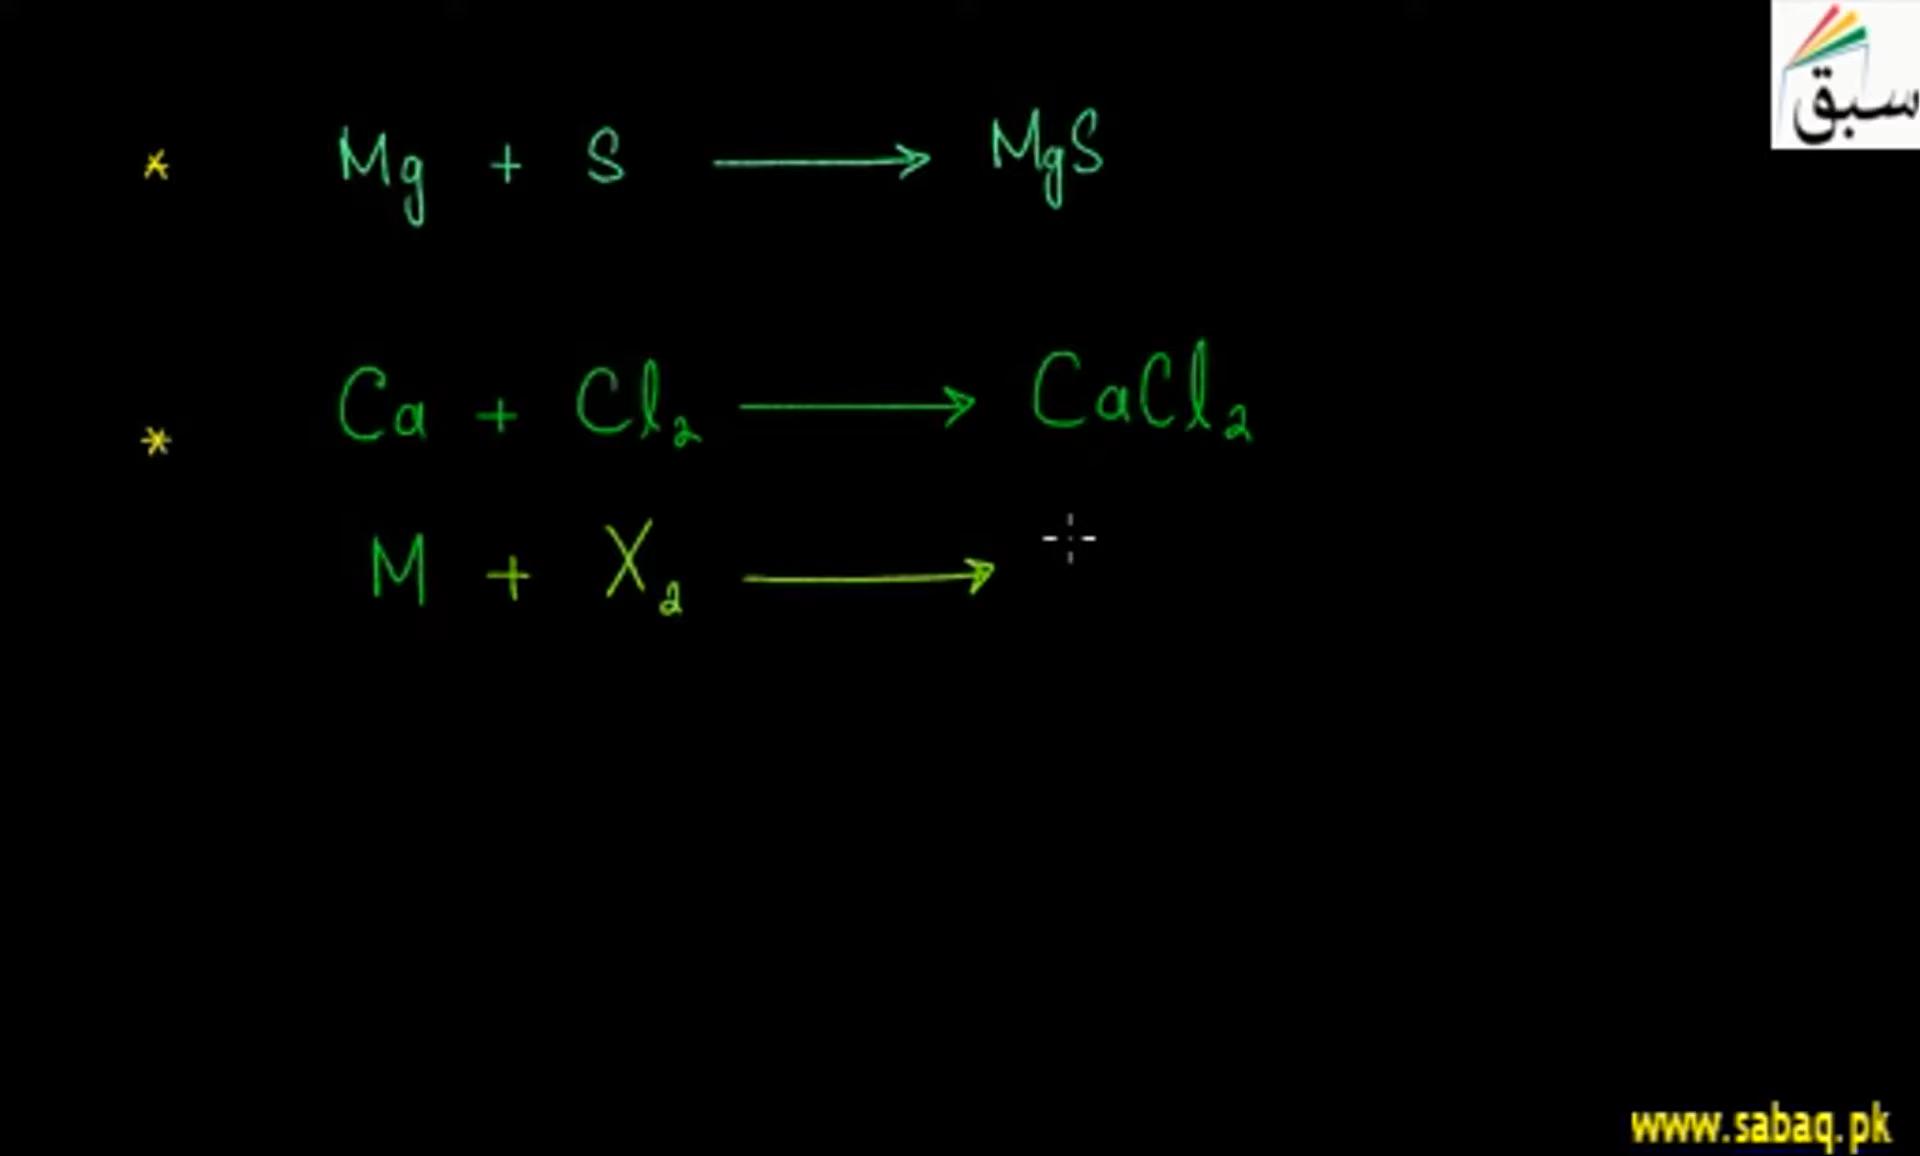 سبق
* Mg + S ⟶ MgS
* Ca + Cl₂ ⟶ CaCl₂
M + X₂ ⟶
www.sabaq.pk